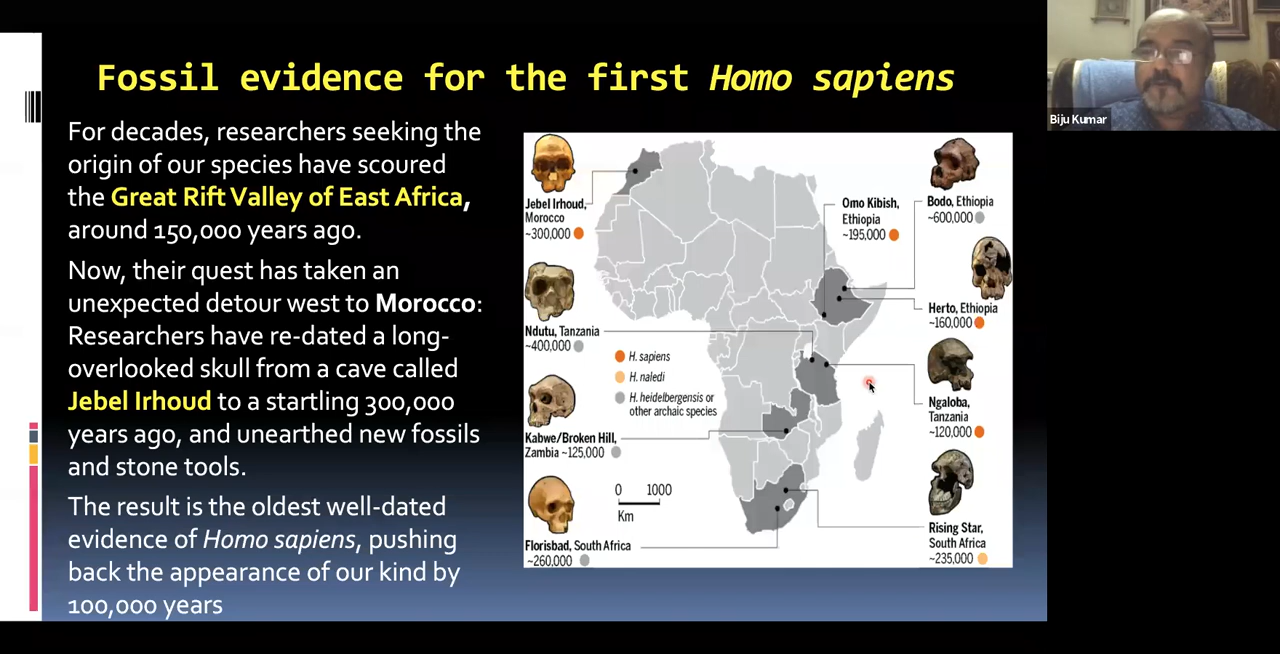 Fossil evidence for the first Homo sapiens
Biju Kumar
For decades, researchers seeking the
origin of our species have scoured
the Great Rift Valley of East Africa,
around 150,000 years ago.
Now, their quest has taken an
unexpected detour west to Morocco:
Researchers have re-dated a long-
overlooked skull from a cave called
Jebel Irhoud to a startling 300,000
years ago, and unearthed new fossils
and stone tools.
The result is the oldest well-dated
evidence of Homo sapiens, pushing
back the appearance of our kind by
100,000 years
Jebel Irhoud,
Morocco
~300,000
Ndutu, Tanzania
~400,000
Kabwe/Broken Hill,
Zambia ~125,000
Florisbad, South Africa
~260,000
H. sapiens
H. naledi
H. heidelbergensis or
other archaic species
0 1000
Km
Omo Kibish,
Ethiopia
~195,000
Bodo, Ethiopia
~600,000
Herto, Ethiopia
~160,000
Ngaloba,
Tanzania
~120,000
Rising Star,
South Africa
~235,000